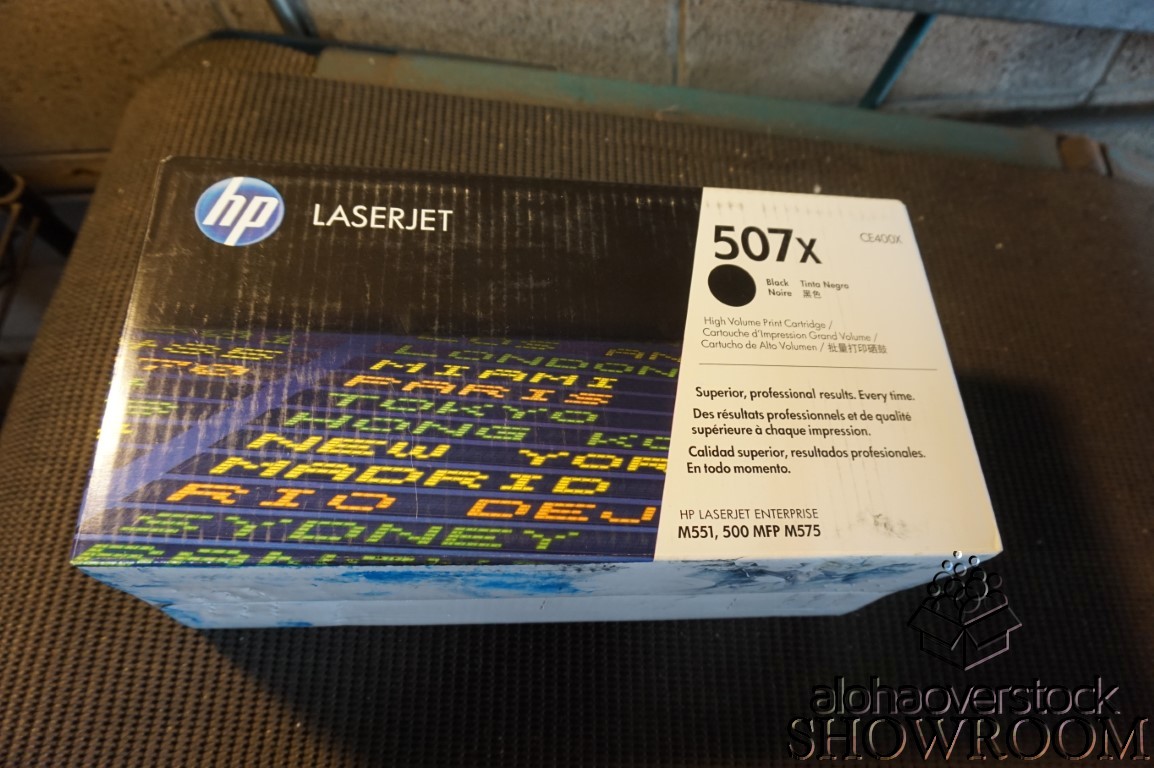 hp LASERJET
507X CE400X
Black Tinta Negro
Noire 黑色
High Volume Print Cartridge /
Cartouche d'Impression Grand Volume /
Cartucho de Alto Volumen / 批量打印硒鼓
Superior, professional results. Every time.
Des résultats professionnels et de qualité
supérieure à chaque impression.
Calidad superior, resultados profesionales.
En todo momento.
HP LASERJET ENTERPRISE
M551, 500 MFP M575
LONDON
MIAMI
PARIS
TOKYO
HONG KO
NEW YOR
MADRID
RIO DEJ
SYDNEY
alohaoverstock
SHOWROOM